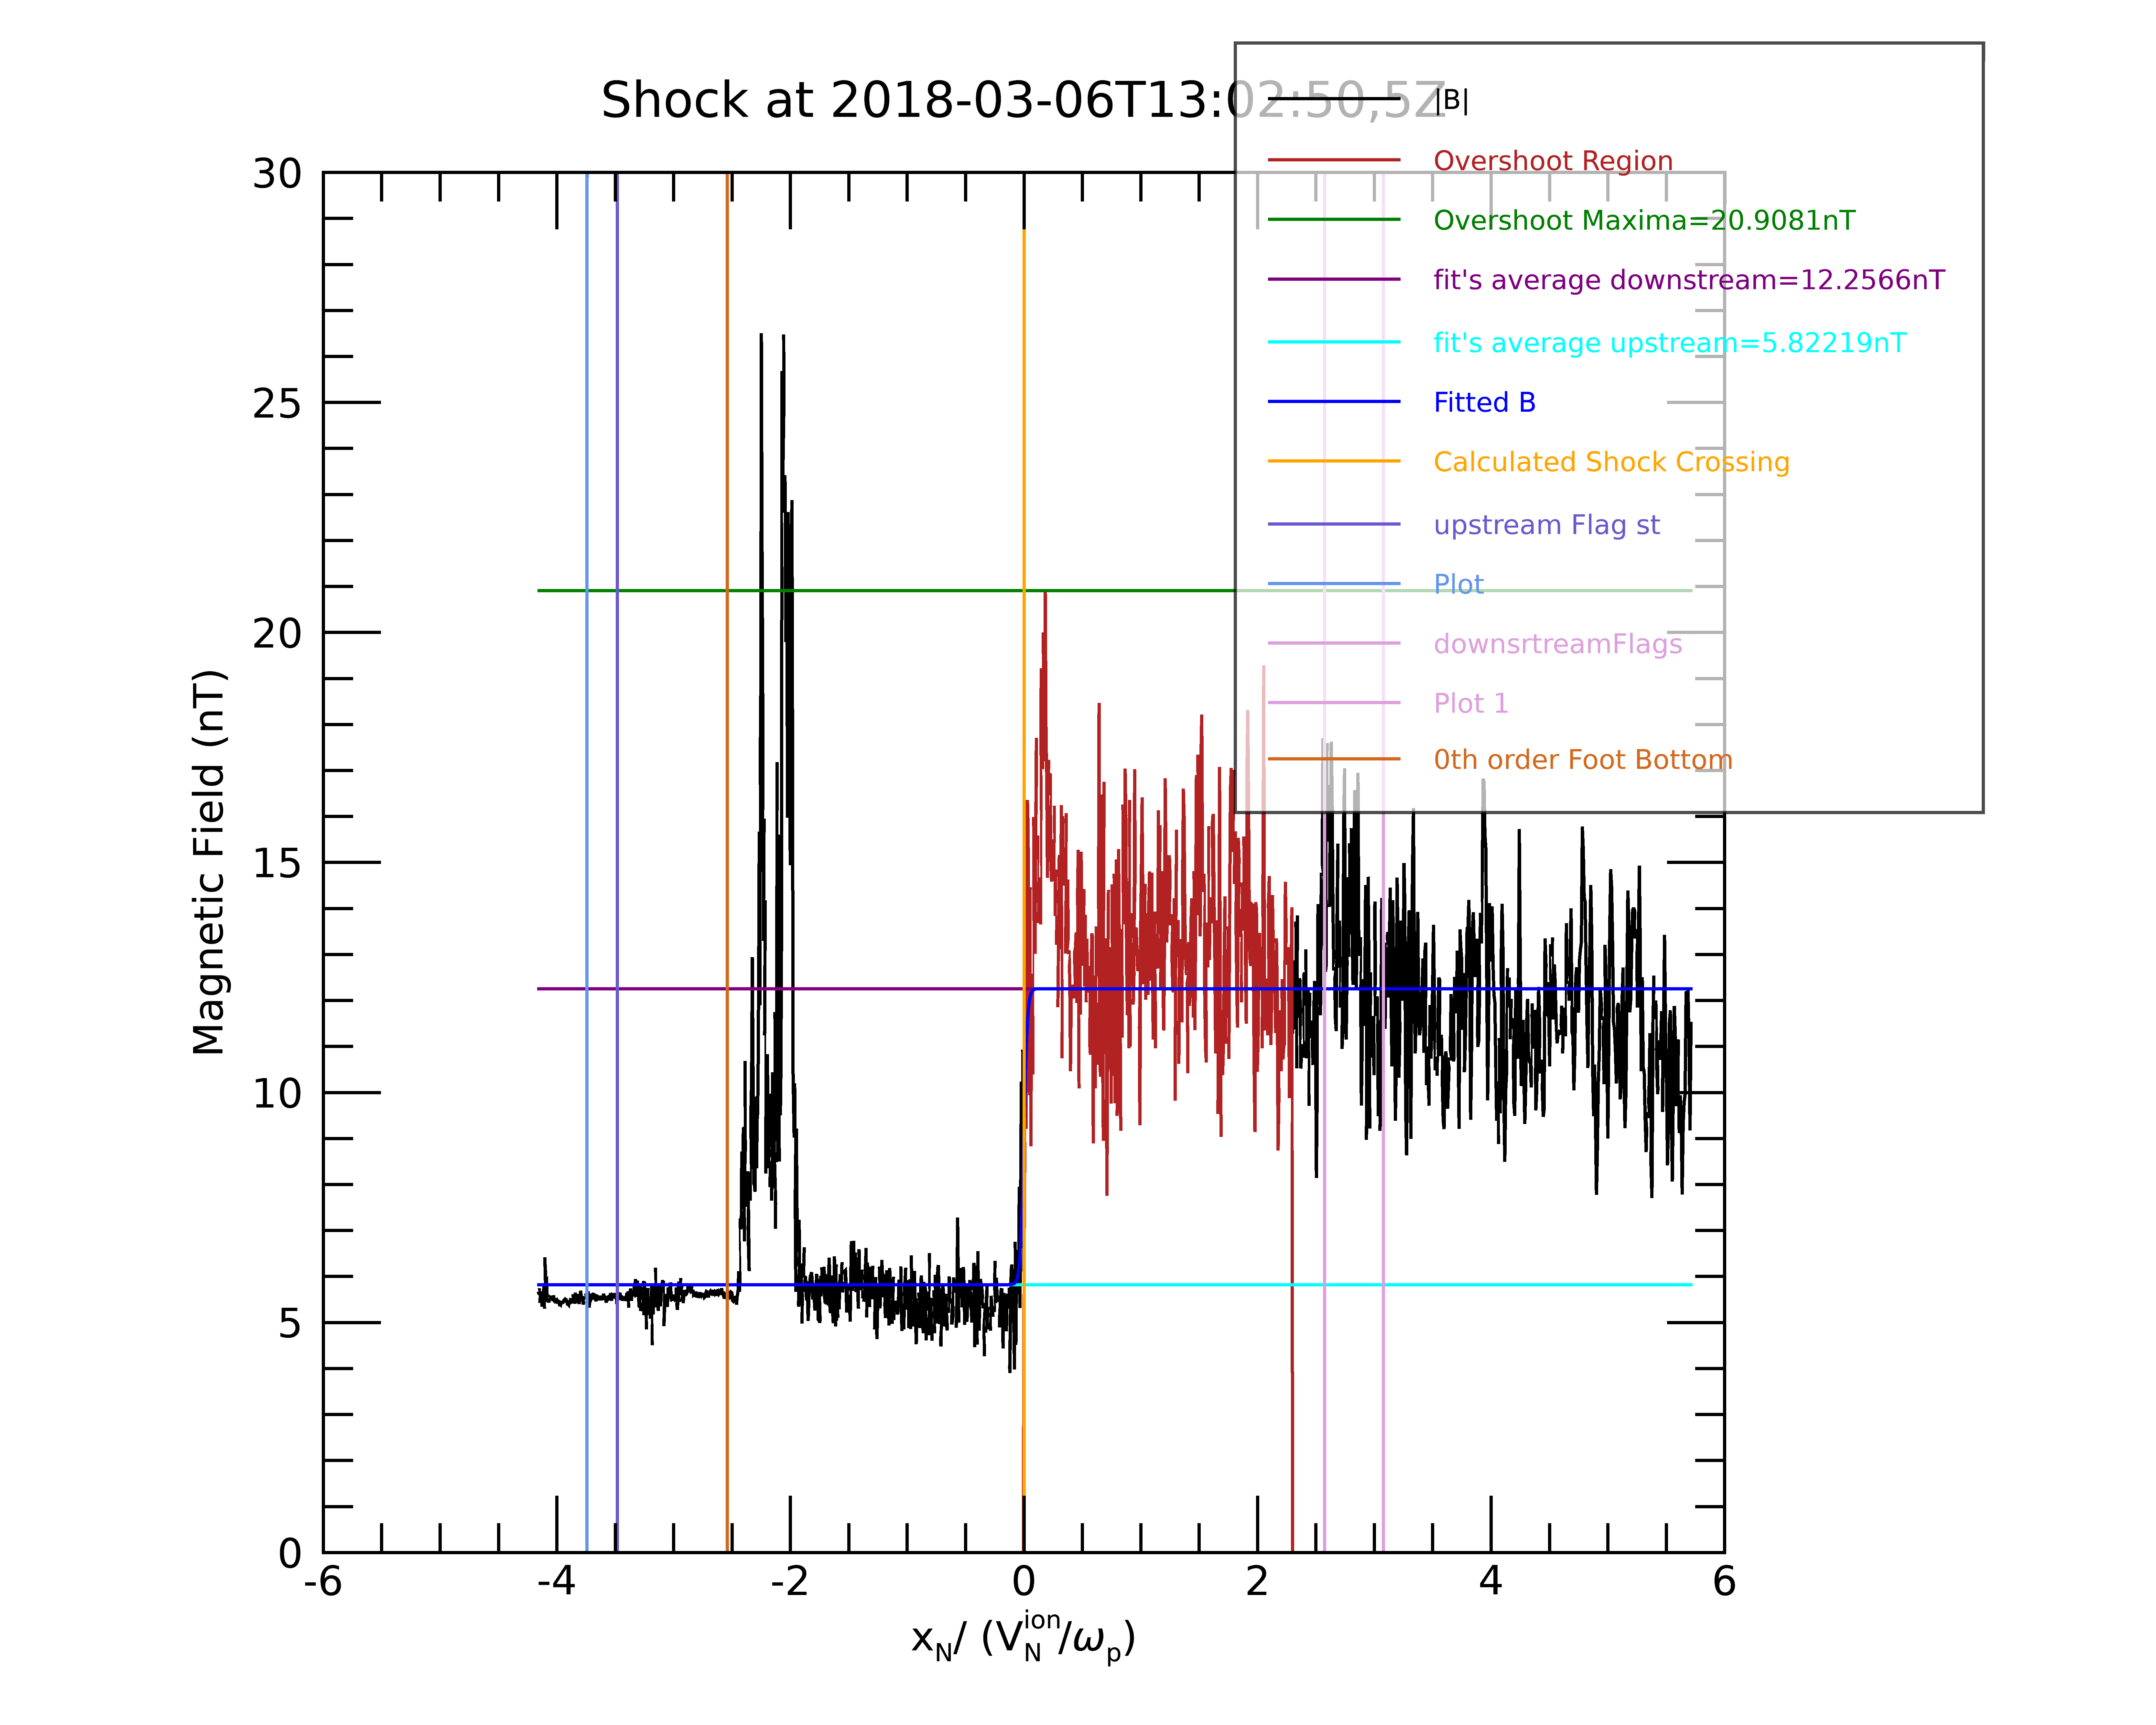 Shock at 2018-03-06T13:02:50,5Z
|B|
Overshoot Region
Overshoot Maxima=20.9081nT
fit's average downstream=12.2566nT
fit's average upstream=5.82219nT
Fitted B
Calculated Shock Crossing
upstream Flag st
Plot
downsrtreamFlags
Plot 1
0th order Foot Bottom
Magnetic Field (nT)
30
25
20
15
10
5
0
-6 -4 -2 0 2 4 6
x_N/ (V_N^ion/ω_p)